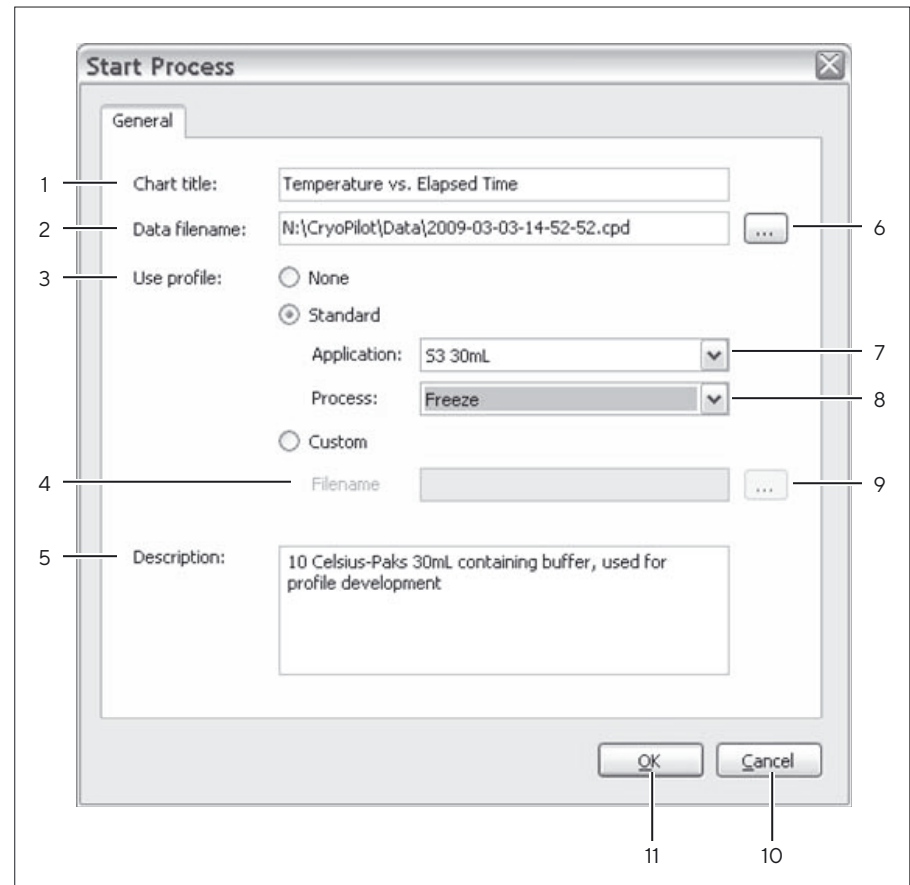 Start Process
General
1 Chart title: Temperature vs. Elapsed Time
2 Data filename: N:\CryoPilot\Data\2009-03-03-14-52-52.cpd ... 6
3 Use profile: None
Standard
Application: S3 30mL 7
Process: Freeze 8
Custom
4 Filename ... 9
5 Description: 10 Celsius-Paks 30mL containing buffer, used for
profile development
OK Cancel
11 10